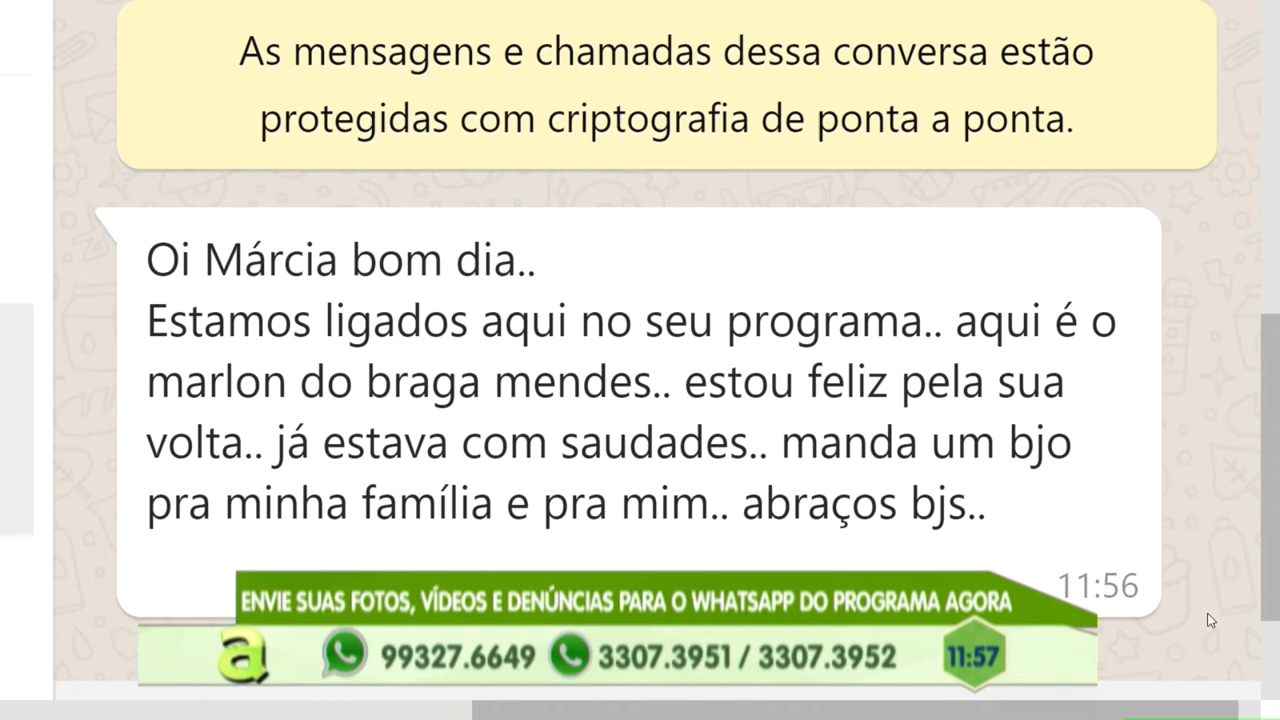 As mensagens e chamadas dessa conversa estão
protegidas com criptografia de ponta a ponta.
Oi Márcia bom dia..
Estamos ligados aqui no seu programa.. aqui é o
marlon do braga mendes.. estou feliz pela sua
volta.. já estava com saudades.. manda um bjo
pra minha família e pra mim.. abraços bjs..
11:56
ENVIE SUAS FOTOS, VÍDEOS E DENÚNCIAS PARA O WHATSAPP DO PROGRAMA AGORA
a 99327.6649 3307.3951 / 3307.3952 11:57